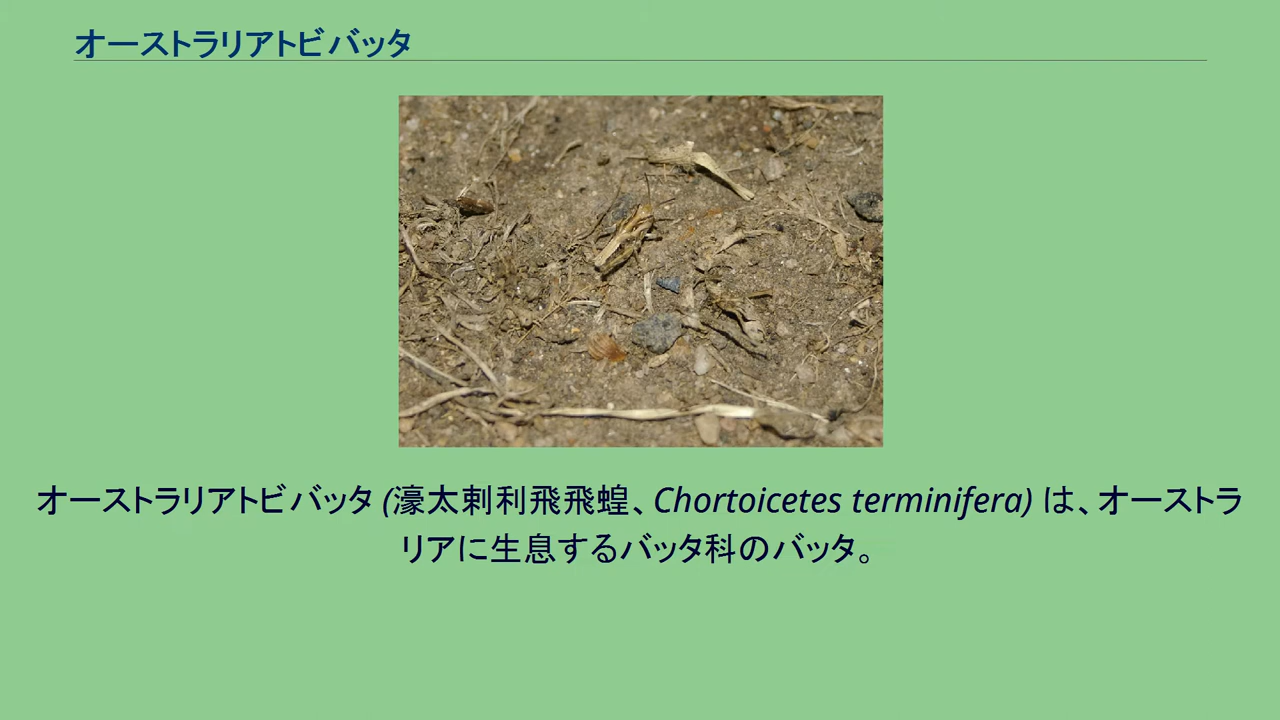 オーストラリアトビバッタ
オーストラリアトビバッタ (濠太剌利飛飛蝗、Chortoicetes terminifera) は、オーストラ
リアに生息するバッタ科のバッタ。